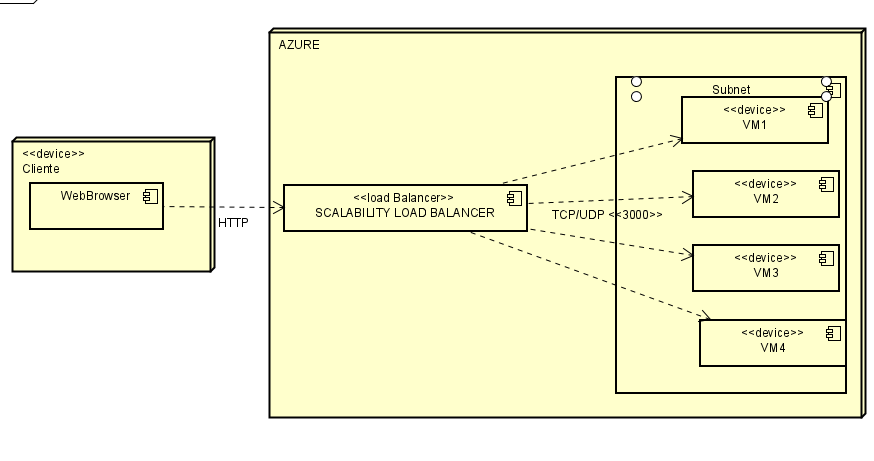 AZURE
Subnet
<<device>>
VM1
<<device>>
Cliente
WebBrowser
HTTP
<<load Balancer>>
SCALABILITY LOAD BALANCER
TCP/UDP <<3000>>
<<device>>
VM2
<<device>>
VM3
<<device>>
VM4